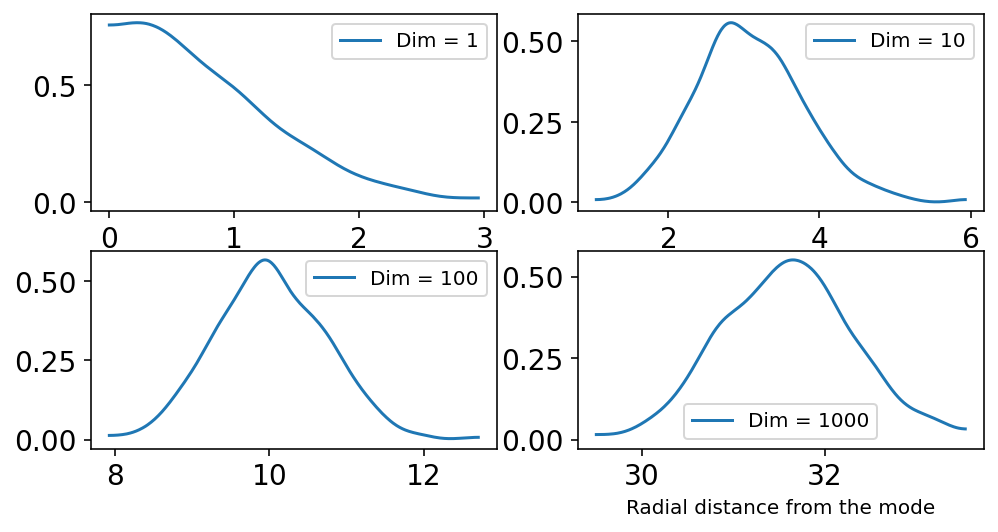 Dim = 1
0.5
0.0
0 1 2 3
Dim = 10
0.50
0.25
0.00
2 4 6
Dim = 100
0.50
0.25
0.00
8 10 12
Dim = 1000
0.50
0.25
0.00
30 32
Radial distance from the mode